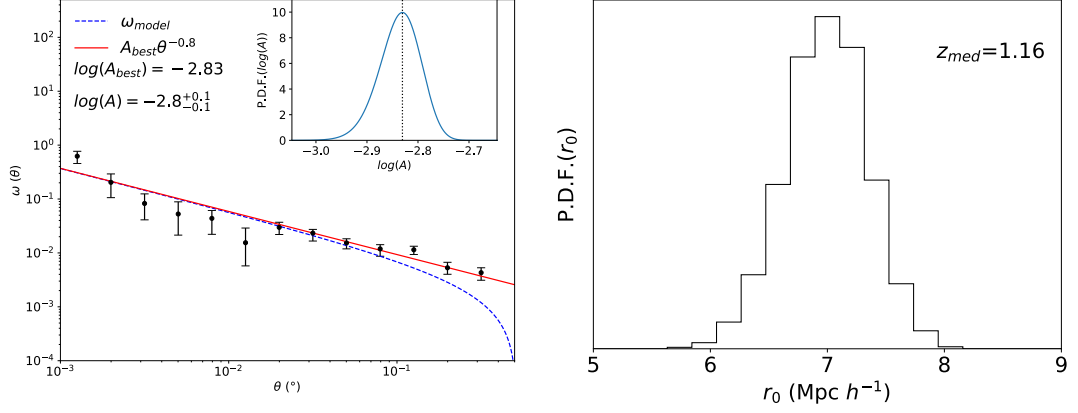 ω_model
A_bestθ^−0.8
log(A_best) = −2.83
log(A) = −2.8^+0.1_−0.1
10^2
10^1
10^0
10^−1
10^−2
10^−3
10^−4
ω (θ)
10^−3 10^−2 10^−1
θ (°)
10
8
6
4
2
0
P.D.F.(log(A))
−3.0 −2.9 −2.8 −2.7
log(A)
z_med=1.16
P.D.F.(r_0)
5 6 7 8 9
r_0 (Mpc h^−1)